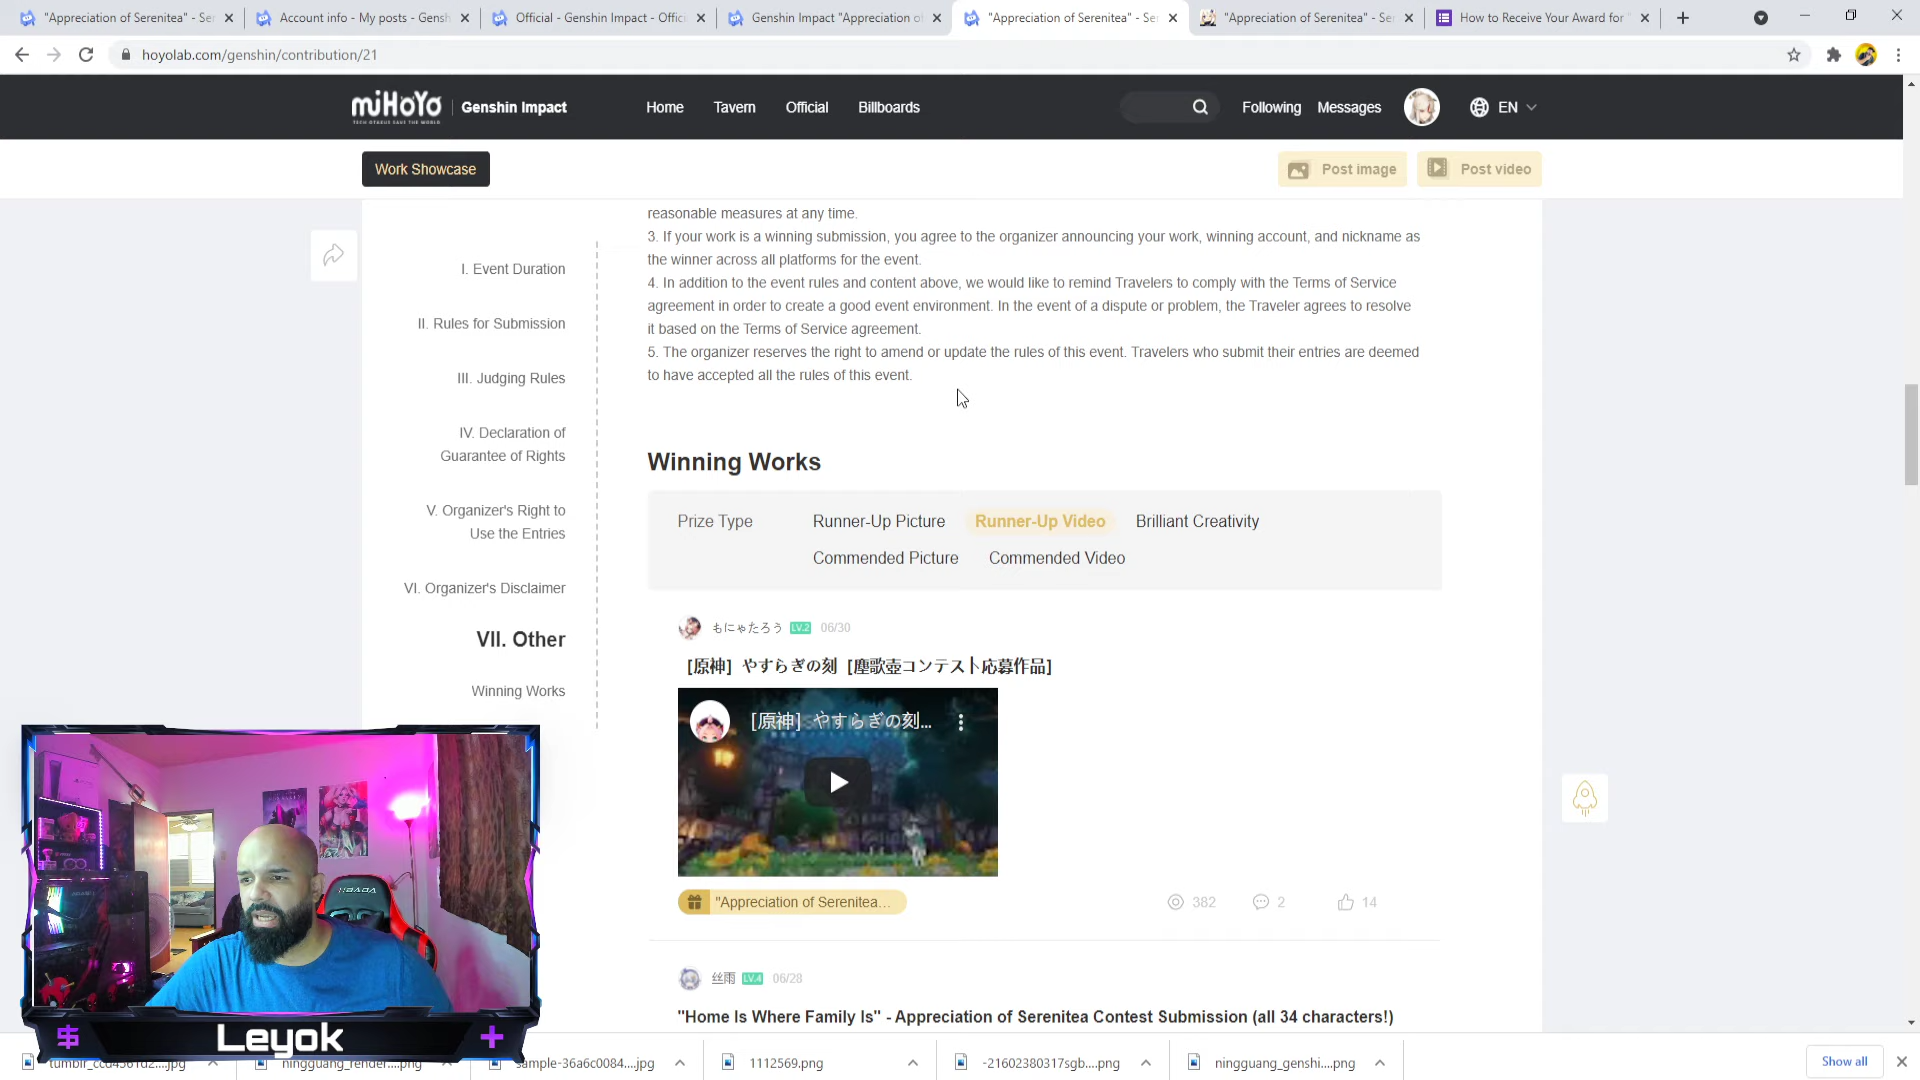 "Appreciation of Serenitea" - Ser
Account info - My posts - Gensh
Official - Genshin Impact - Offic
Genshin Impact "Appreciation of
"Appreciation of Serenitea" - Ser
"Appreciation of Serenitea" - Ser
How to Receive Your Award for "
hoyolab.com/genshin/contribution/21
miHoYo
TECH OTAKUS SAVE THE WORLD
Genshin Impact
Home
Tavern
Official
Billboards
Following
Messages
EN
Work Showcase
Post image
Post video
I. Event Duration
II. Rules for Submission
III. Judging Rules
IV. Declaration of
Guarantee of Rights
V. Organizer's Right to
Use the Entries
VI. Organizer's Disclaimer
VII. Other
Winning Works
reasonable measures at any time.
3. If your work is a winning submission, you agree to the organizer announcing your work, winning account, and nickname as
the winner across all platforms for the event.
4. In addition to the event rules and content above, we would like to remind Travelers to comply with the Terms of Service
agreement in order to create a good event environment. In the event of a dispute or problem, the Traveler agrees to resolve
it based on the Terms of Service agreement.
5. The organizer reserves the right to amend or update the rules of this event. Travelers who submit their entries are deemed
to have accepted all the rules of this event.
Winning Works
Prize Type
Runner-Up Picture
Runner-Up Video
Brilliant Creativity
Commended Picture
Commended Video
もにゃたろう LV.2 06/30
[原神] やすらぎの刻 [塵歌壺コンテスト応募作品]
[原神] やすらぎの刻...
"Appreciation of Serenitea...
382
2
14
丝雨 LV.4 06/28
"Home Is Where Family Is" - Appreciation of Serenitea Contest Submission (all 34 characters!)
Leyok
tumblr_ccd4561d2....jpg
ningguang_render....png
sample-36a6c0084....jpg
1112569.png
-21602380317sgb....png
ningguang_genshi....png
Show all